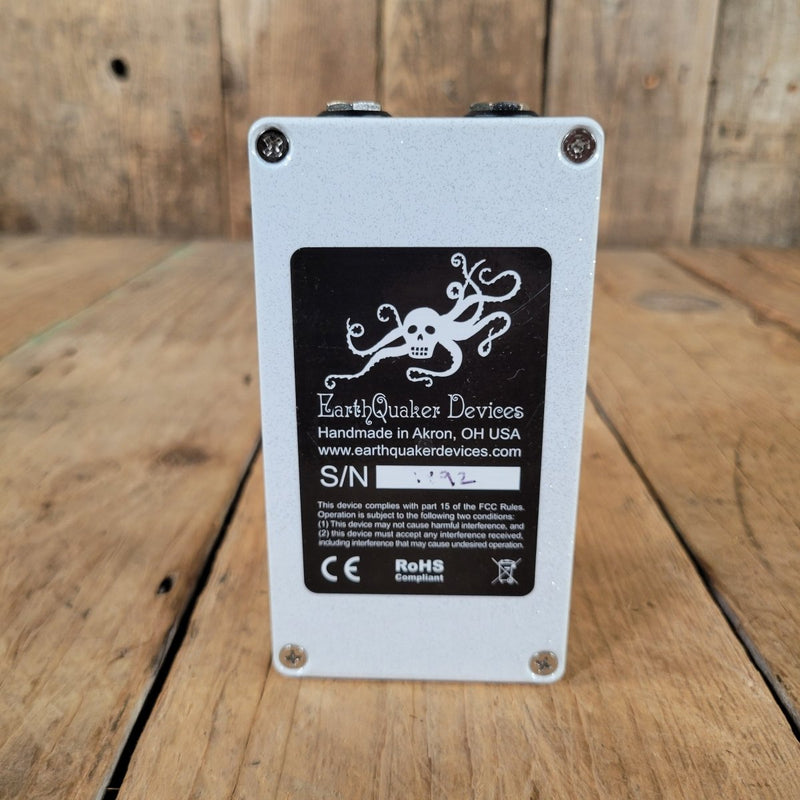 EarthQuaker Devices
Handmade in Akron, OH USA
www.earthquakerdevices.com
S/N
This device complies with part 15 of the FCC Rules.
Operation is subject to the following two conditions:
(1) This device may not cause harmful interference, and
(2) this device must accept any interference received,
including interference that may cause undesired operation.
CE RoHS
Compliant